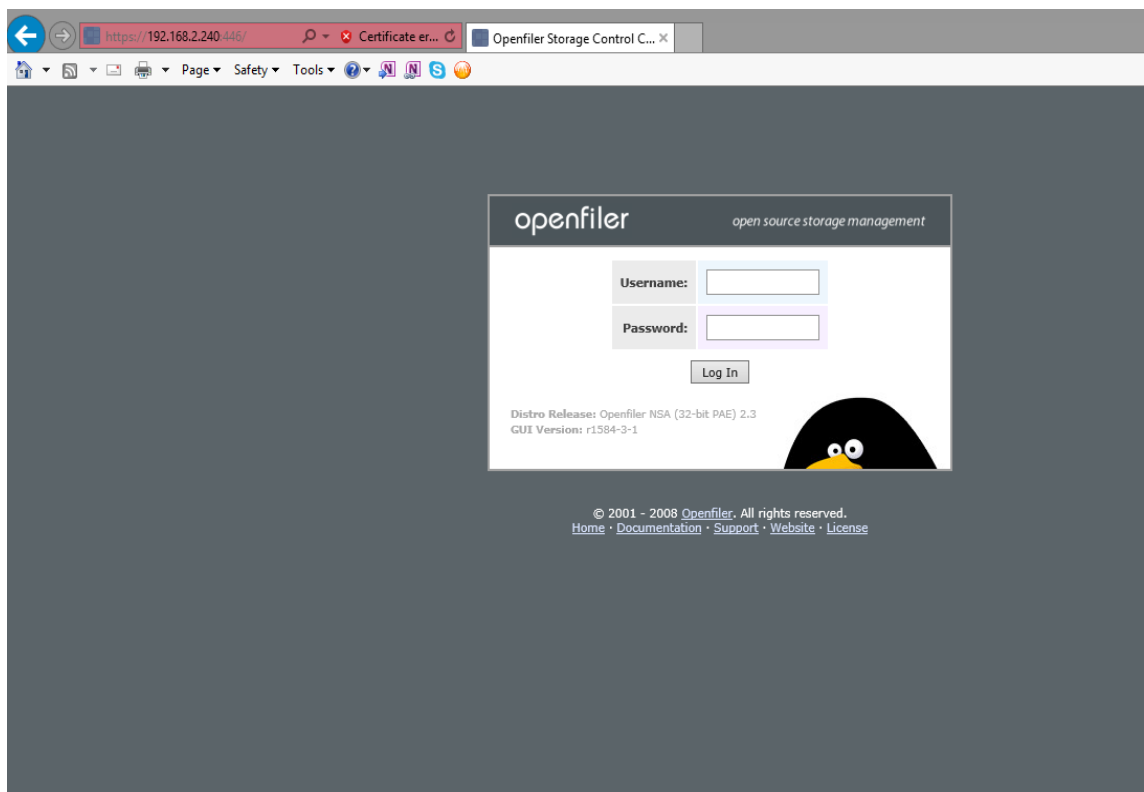 https://192.168.2.240:446/ Certificate er... Openfiler Storage Control C...
Page Safety Tools
openfiler open source storage management
Username:
Password:
Log In
Distro Release: Openfiler NSA (32-bit PAE) 2.3
GUI Version: r1584-3-1
© 2001 - 2008 Openfiler. All rights reserved.
Home · Documentation · Support · Website · License